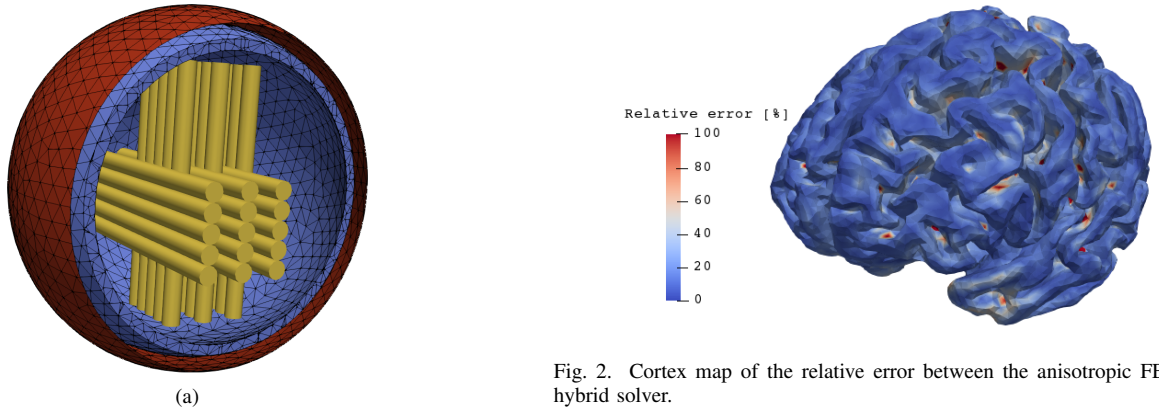 (a)
Relative error [%]
100
80
60
40
20
0
Fig. 2. Cortex map of the relative error between the anisotropic
hybrid solver.